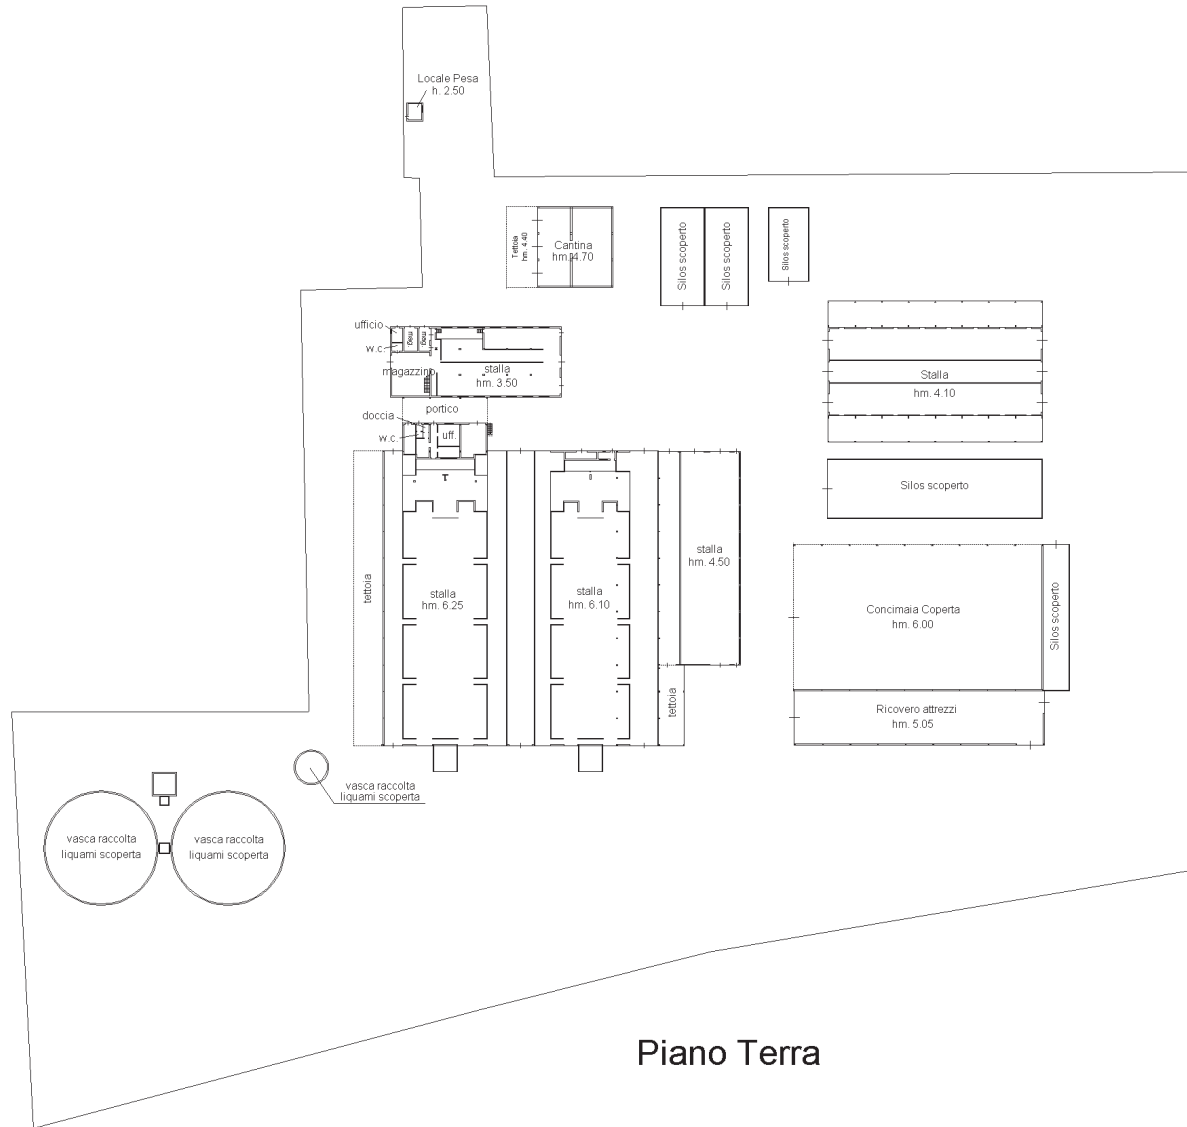 Locale Pesa
h. 2.50
Tettoia
hm. 4.40
Cantina
hm. 4.70
Silos scoperto
Silos scoperto
Silos scoperto
ufficio
w.c.
mag.
mag.
magazzino
stalla
hm. 3.50
Stalla
hm. 4.10
portico
doccia
w.c.
uff.
Silos scoperto
tettoia
stalla
hm. 6.25
stalla
hm. 6.10
stalla
hm. 4.50
tettoia
Concimaia Coperta
hm. 6.00
Silos scoperto
Ricovero attrezzi
hm. 5.05
vasca raccolta
liquami scoperta
vasca raccolta
liquami scoperta
vasca raccolta
liquami scoperta
Piano Terra